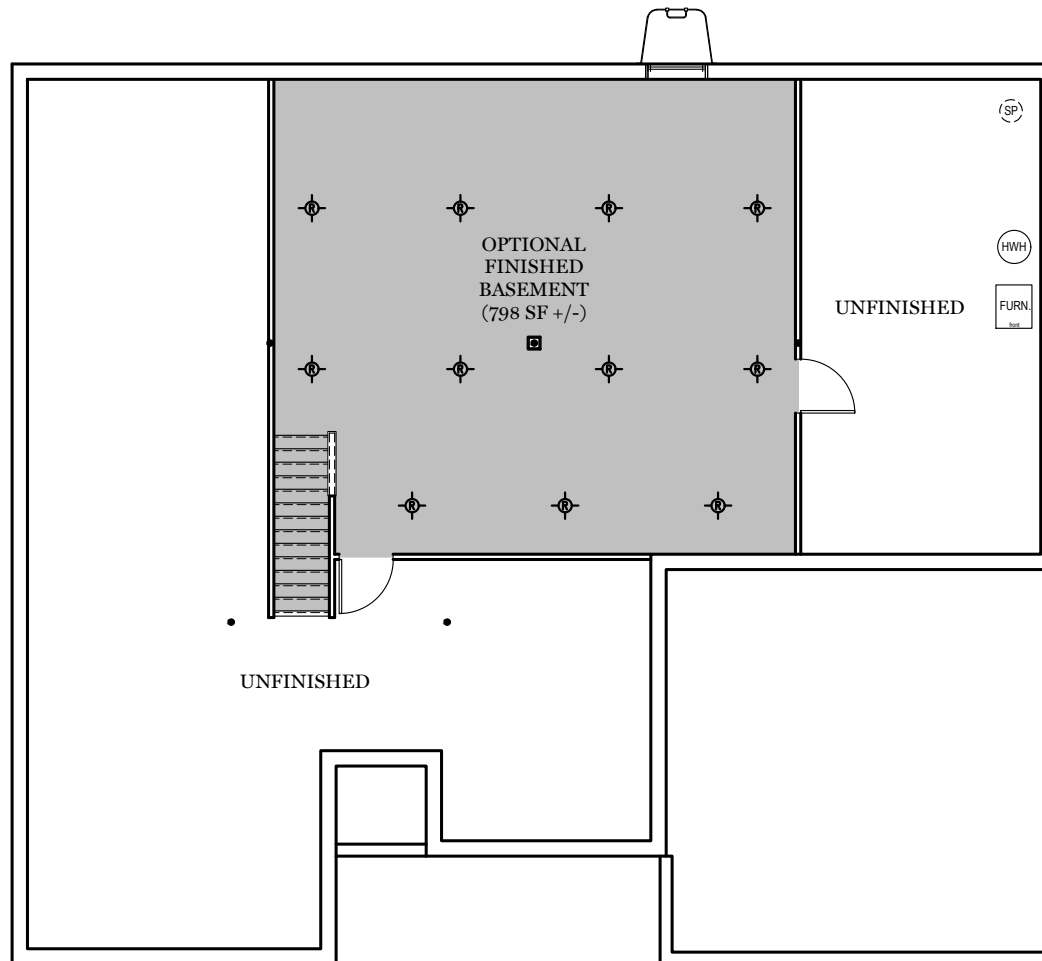 SP
R R R R
OPTIONAL
FINISHED
BASEMENT
(798 SF +/-)
HWH
UNFINISHED
FURN.
front
R R R R
R R R
UNFINISHED